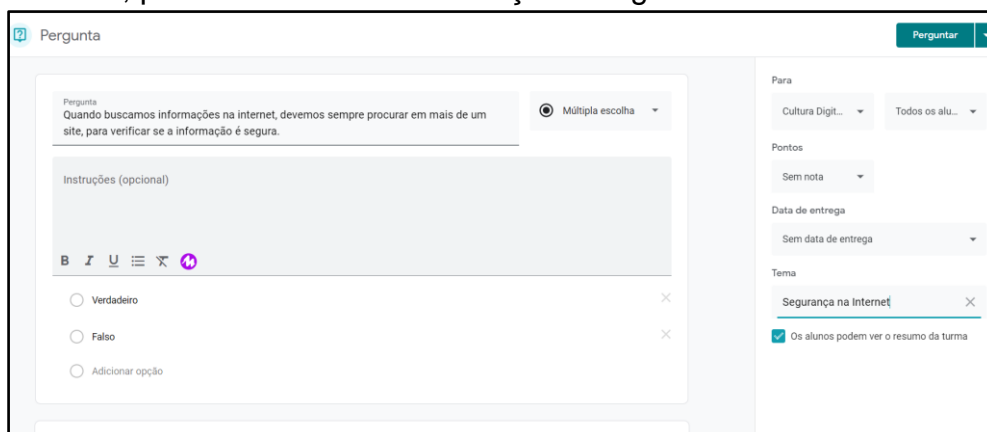 Pergunta
Perguntar
Pergunta
Quando buscamos informações na internet, devemos sempre procurar em mais de um
site, para verificar se a informação é segura.
Múltipla escolha
Instruções (opcional)
B I U
Verdadeiro
Falso
Adicionar opção
Para
Cultura Digit... Todos os alu...
Pontos
Sem nota
Data de entrega
Sem data de entrega
Tema
Segurança na Internet
Os alunos podem ver o resumo da turma